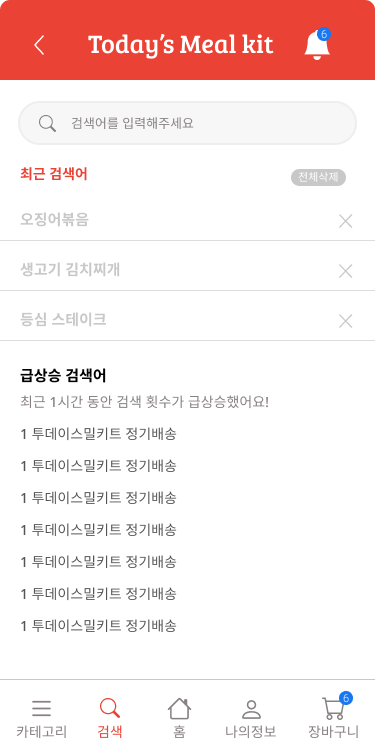 Today's Meal kit
6
검색어를 입력해주세요
최근 검색어
전체삭제
오징어볶음
생고기 김치찌개
등심 스테이크
급상승 검색어
최근 1시간 동안 검색 횟수가 급상승했어요!
1 투데이스밀키트 정기배송
1 투데이스밀키트 정기배송
1 투데이스밀키트 정기배송
1 투데이스밀키트 정기배송
1 투데이스밀키트 정기배송
1 투데이스밀키트 정기배송
1 투데이스밀키트 정기배송
6
카테고리 검색 홈 나의정보 장바구니